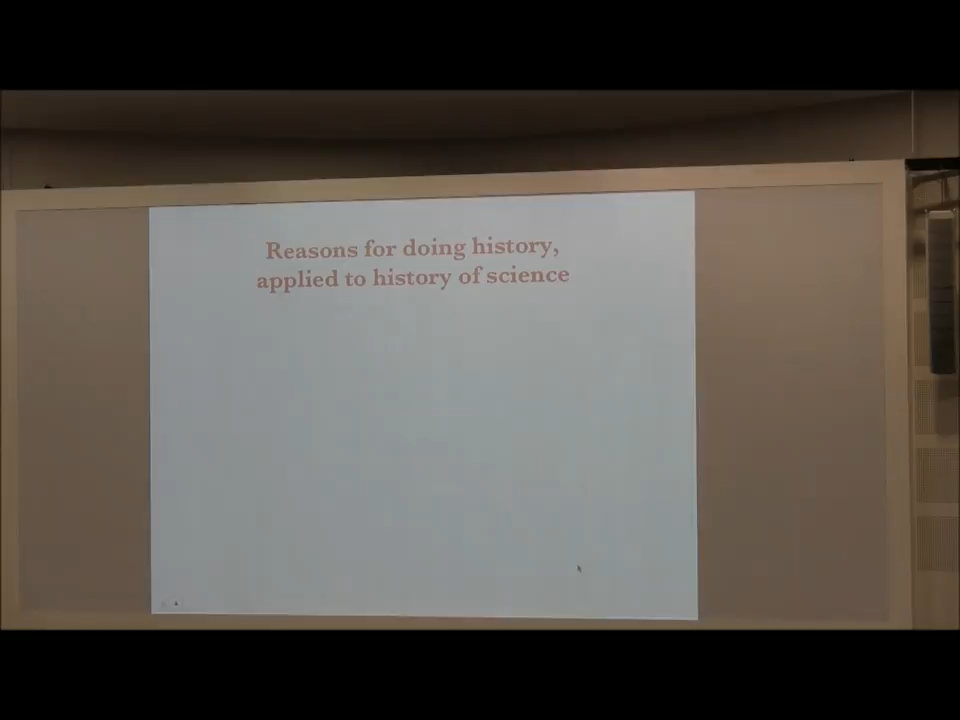 Reasons for doing history,
applied to history of science